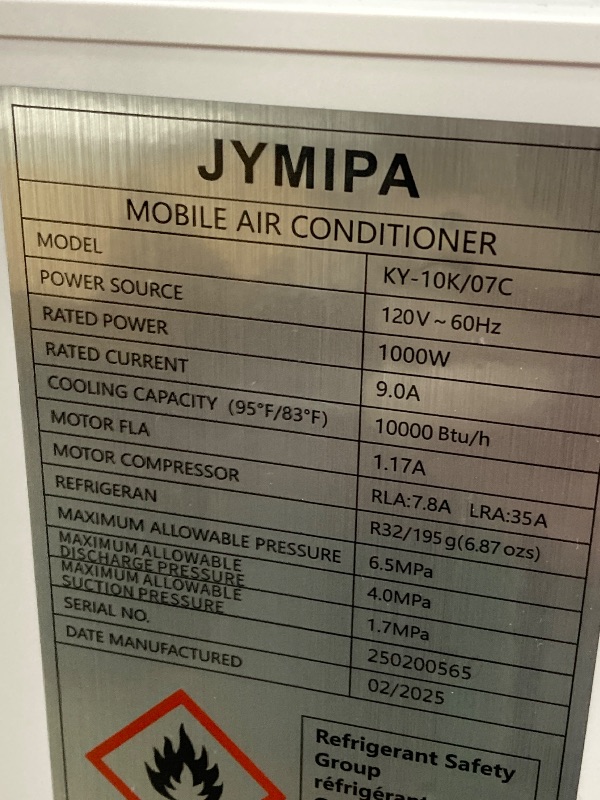 JYMIPA
MOBILE AIR CONDITIONER
MODEL KY-10K/07C
POWER SOURCE 120V ~ 60Hz
RATED POWER 1000W
RATED CURRENT 9.0A
COOLING CAPACITY (95°F/83°F) 10000 Btu/h
MOTOR FLA 1.17A
MOTOR COMPRESSOR RLA:7.8A LRA:35A
REFRIGERAN R32/195g(6.87ozs)
MAXIMUM ALLOWABLE PRESSURE 6.5MPa
MAXIMUM ALLOWABLE
DISCHARGE PRESSURE 4.0MPa
MAXIMUM ALLOWABLE
SUCTION PRESSURE 1.7MPa
SERIAL NO. 250200565
DATE MANUFACTURED 02/2025
Refrigerant Safety
Group